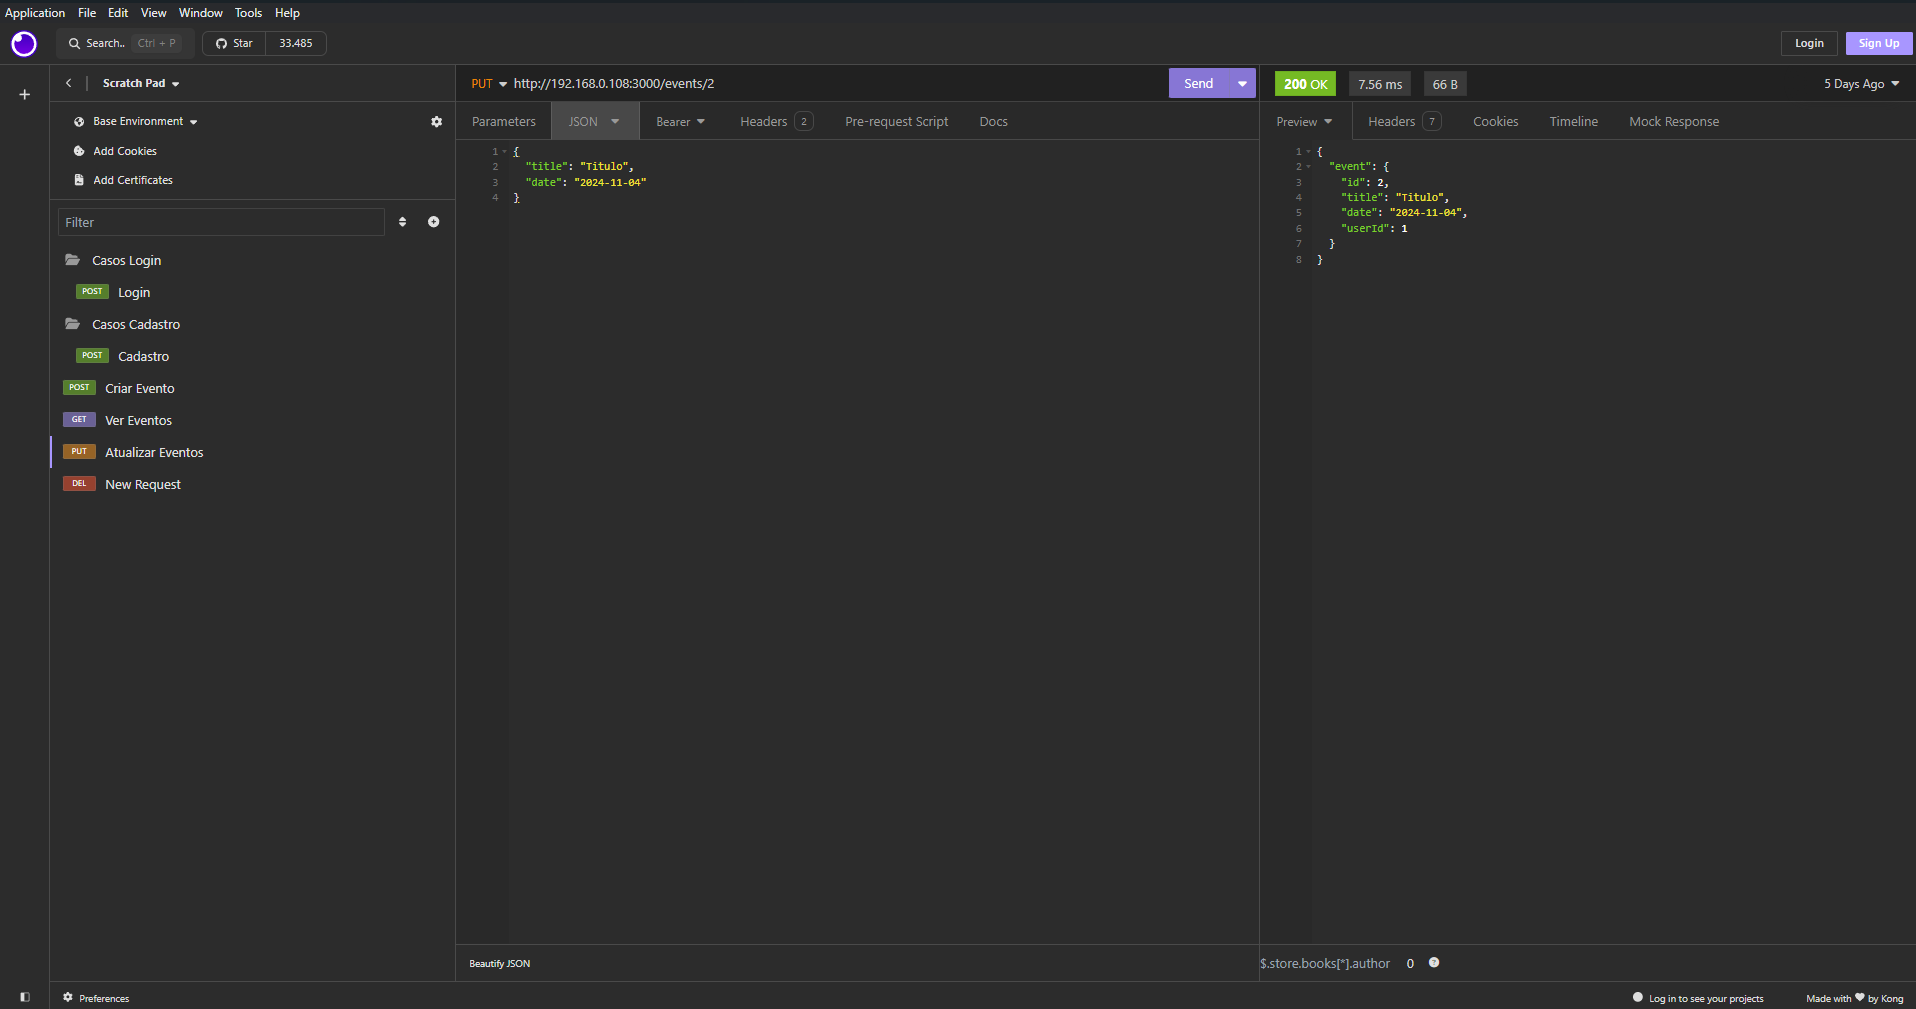 Application File Edit View Window Tools Help
Search.. Ctrl + P Star 33.485 Login Sign Up
Scratch Pad
Base Environment
Add Cookies
Add Certificates
Filter
Casos Login
POST Login
Casos Cadastro
POST Cadastro
POST Criar Evento
GET Ver Eventos
PUT Atualizar Eventos
DEL New Request
PUT http://192.168.0.108:3000/events/2 Send
Parameters JSON Bearer Headers 2 Pre-request Script Docs
1 {
2 "title": "Titulo",
3 "date": "2024-11-04"
4 }
Beautify JSON
200 OK 7.56 ms 66 B 5 Days Ago
Preview Headers 7 Cookies Timeline Mock Response
1 {
2 "event": {
3 "id": 2,
4 "title": "Titulo",
5 "date": "2024-11-04",
6 "userId": 1
7 }
8 }
$.store.books[*].author 0
Preferences Log in to see your projects Made with ♥ by Kong